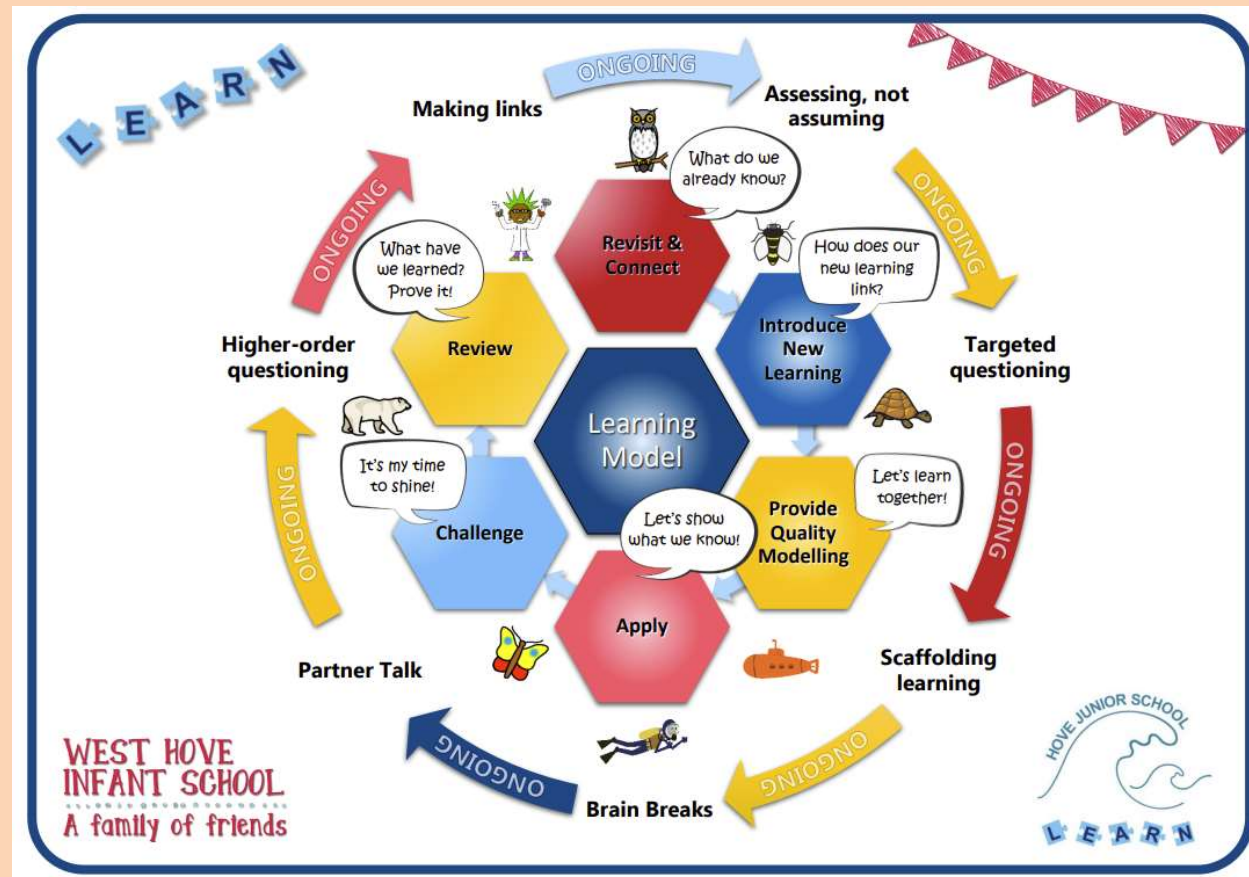 LEARN
ONGOING
Making links
Assessing, not
assuming
What do we
already know?
ONGOING
ONGOING
Revisit &
Connect
What have
we learned?
Prove it!
How does our
new learning
link?
Introduce
New
Learning
Review
Higher-order
questioning
Targeted
questioning
Learning
Model
It's my time
to shine!
Let's learn
together!
Challenge
Let's show
what we know!
Provide
Quality
Modelling
ONGOING
ONGOING
Apply
Partner Talk
Scaffolding
learning
ONGOING
ONGOING
Brain Breaks
WEST HOVE
INFANT SCHOOL
A family of friends
HOVE JUNIOR SCHOOL
LEARN